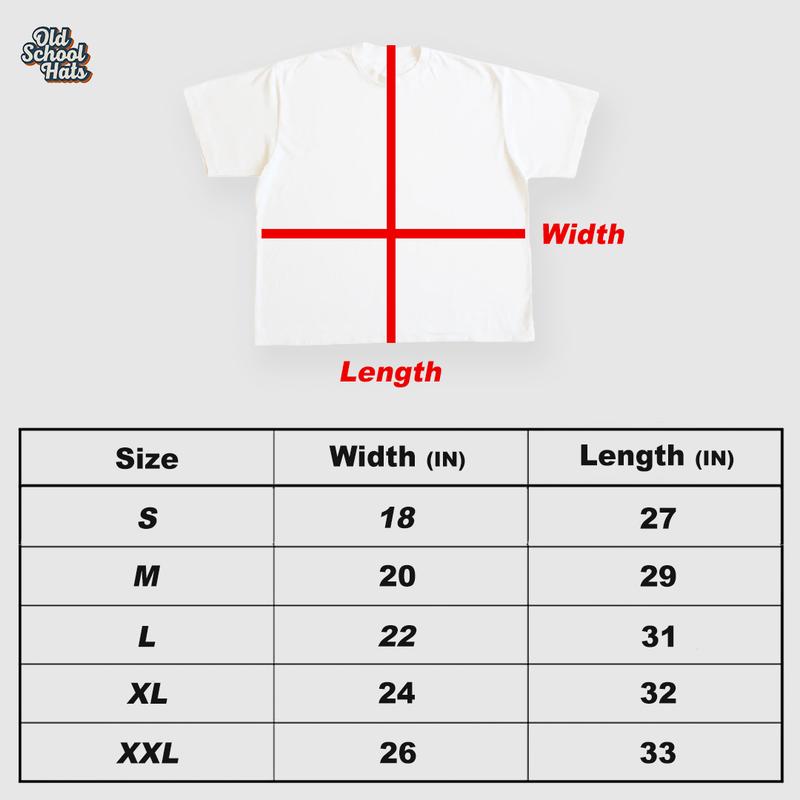 Old
School
Hats
Width
Length
Size Width (IN) Length (IN)
S 18 27
M 20 29
L 22 31
XL 24 32
XXL 26 33